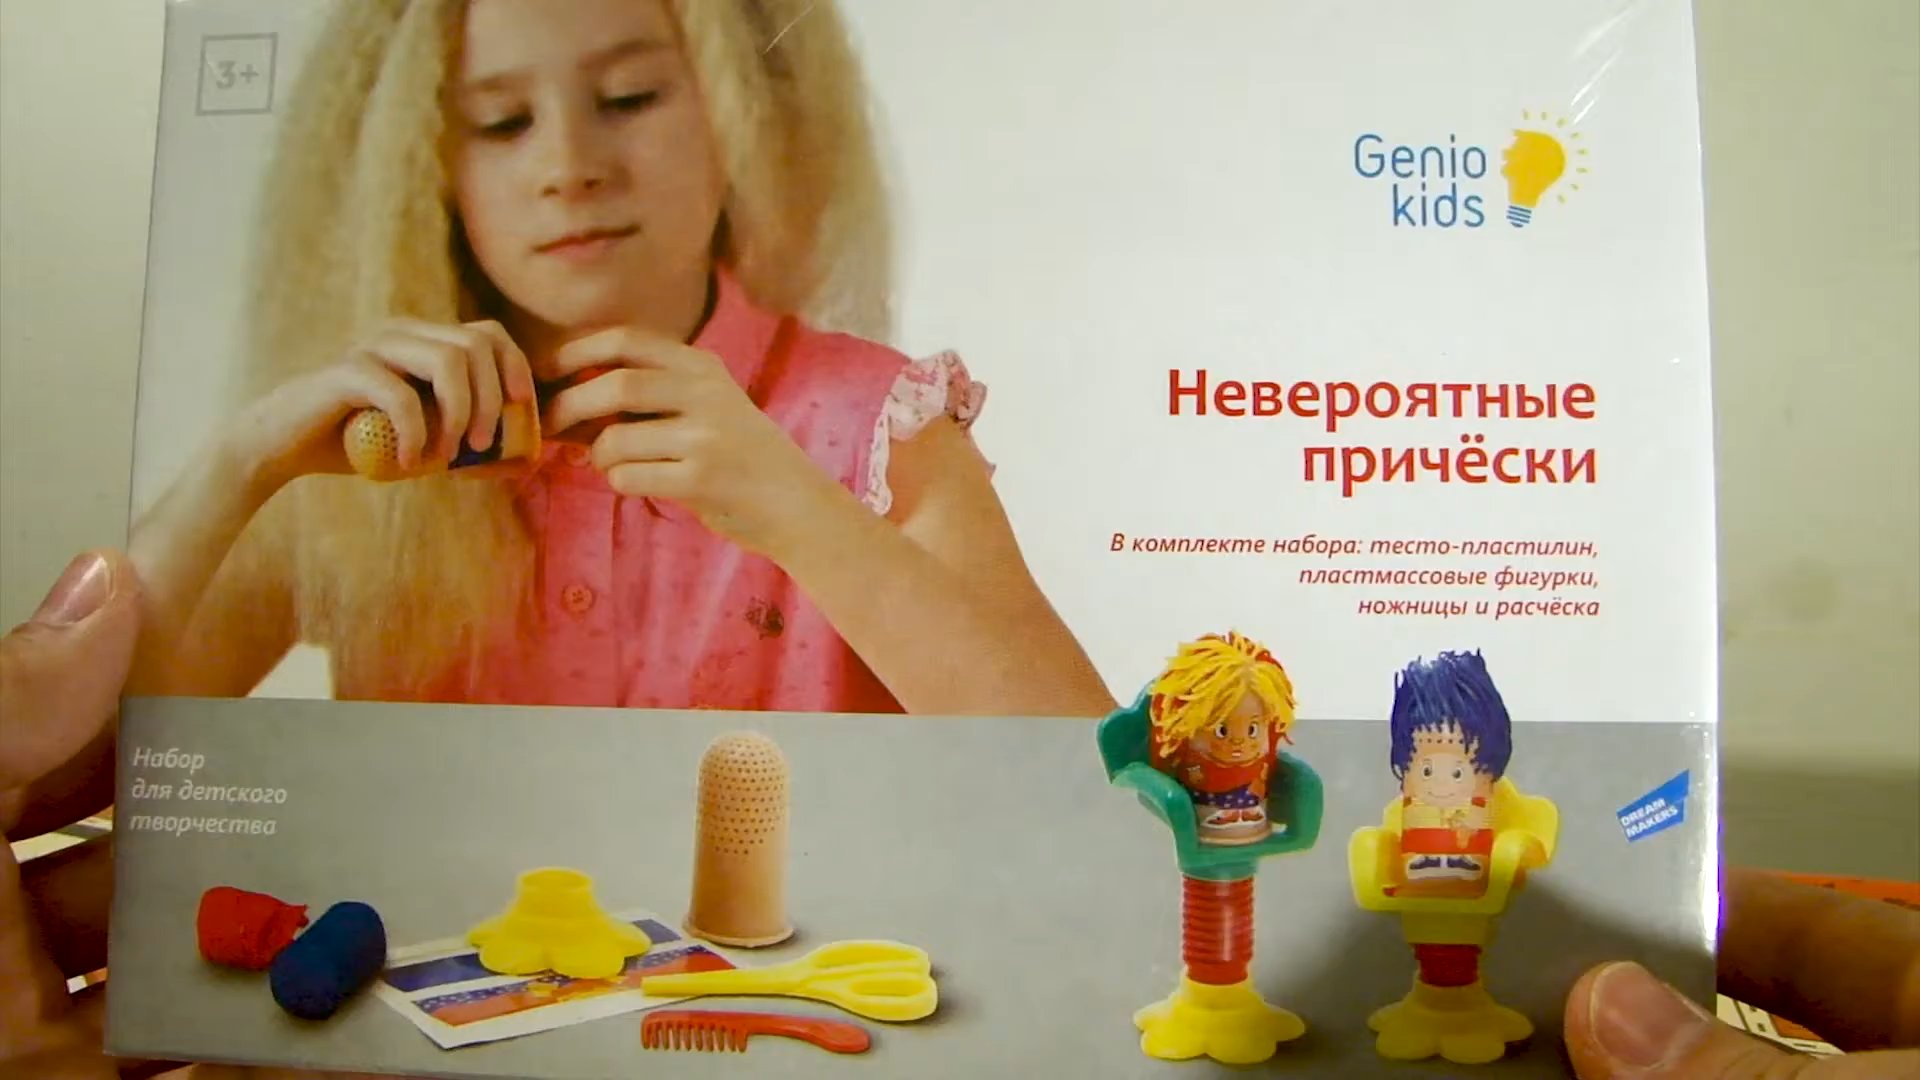 3+
Genio
kids
Невероятные
причёски
В комплекте набора: тесто-пластилин,
пластмассовые фигурки,
ножницы и расчёска
Набор
для детского
творчества
DREAM
MAKERS